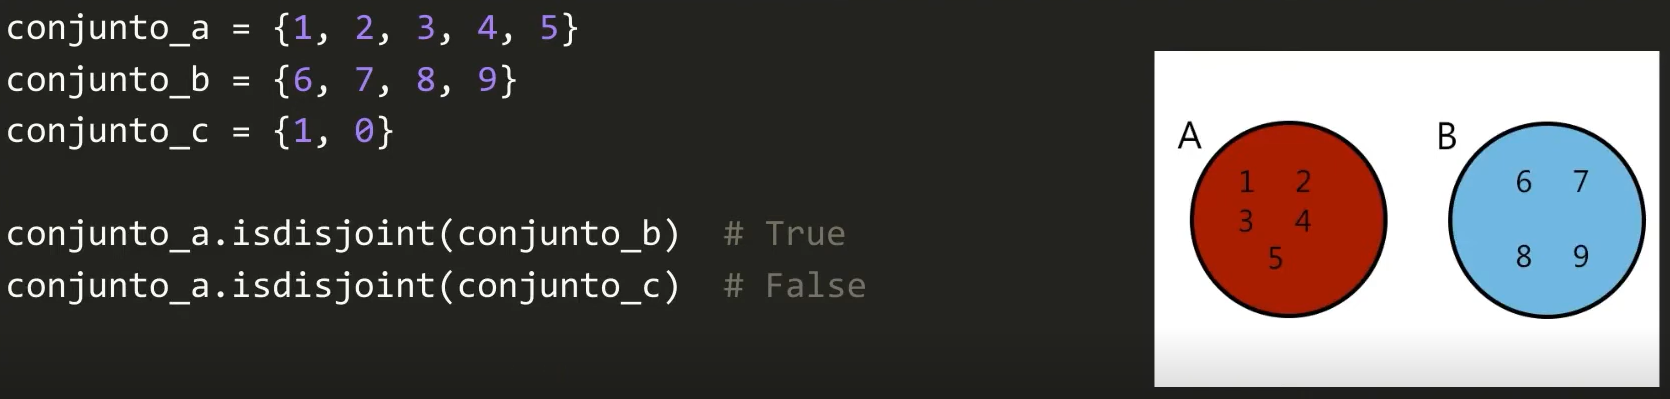 conjunto_a = {1, 2, 3, 4, 5}
conjunto_b = {6, 7, 8, 9}
conjunto_c = {1, 0}
conjunto_a.isdisjoint(conjunto_b)  # True
conjunto_a.isdisjoint(conjunto_c)  # False
A
1 2
3 4
5
B
6 7
8 9